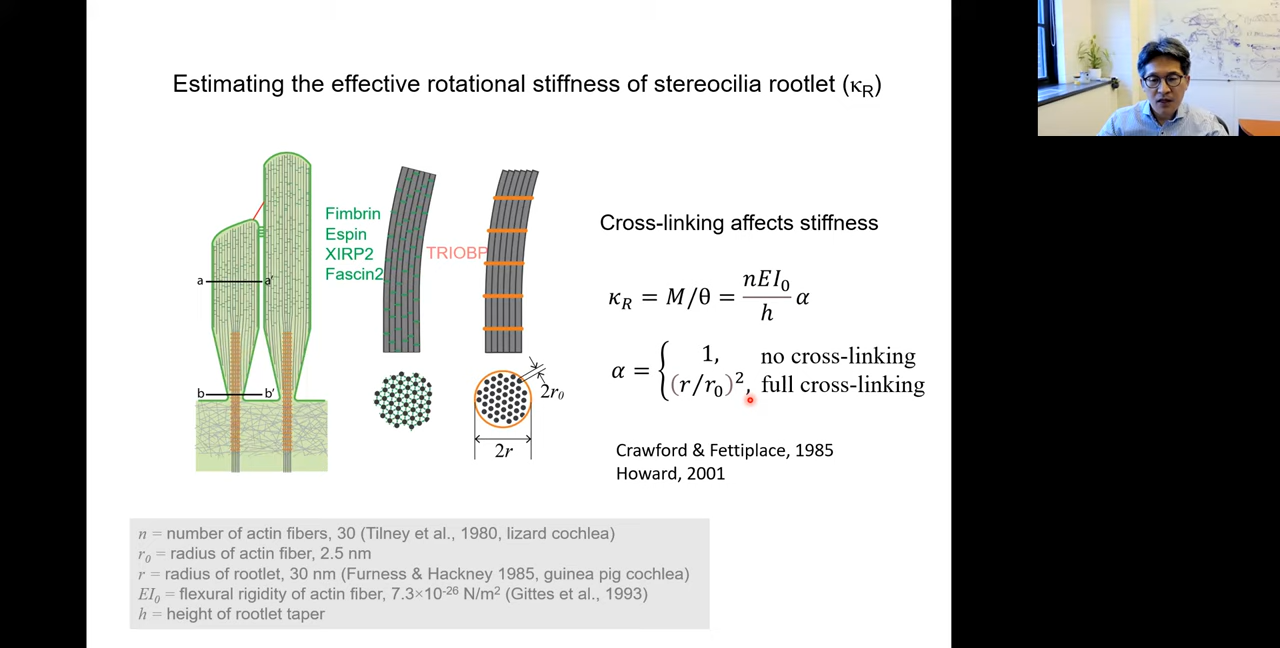 Estimating the effective rotational stiffness of stereocilia rootlet (κR)
Fimbrin
Espin
XIRP2
Fascin2
TRIOBP
a
a'
b
b'
2r₀
2r
Cross-linking affects stiffness
κR = M/θ = nEI₀/h α
α = { 1, no cross-linking
(r/r₀)², full cross-linking
Crawford & Fettiplace, 1985
Howard, 2001
n = number of actin fibers, 30 (Tilney et al., 1980, lizard cochlea)
r₀ = radius of actin fiber, 2.5 nm
r = radius of rootlet, 30 nm (Furness & Hackney 1985, guinea pig cochlea)
EI₀ = flexural rigidity of actin fiber, 7.3×10⁻²⁶ N/m² (Gittes et al., 1993)
h = height of rootlet taper